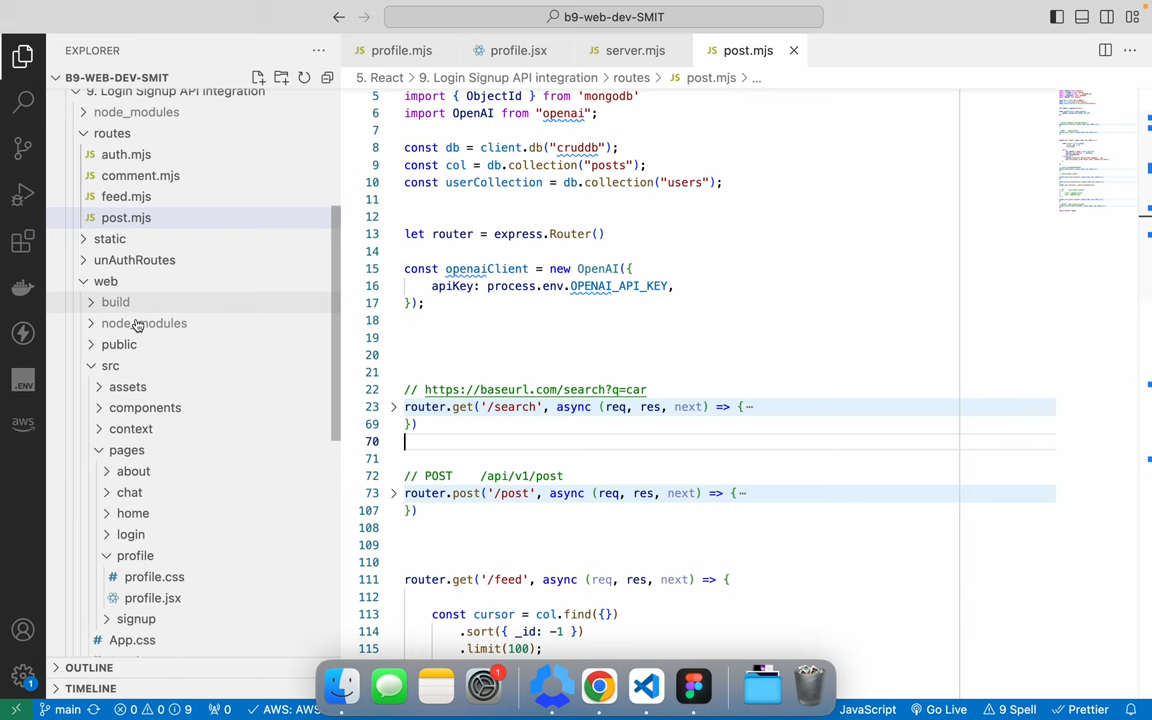 b9-web-dev-SMIT
EXPLORER
profile.mjs
profile.jsx
server.mjs
post.mjs
B9-WEB-DEV-SMIT
5. React > 9. Login Signup API integration > routes > JS post.mjs > ...
9. Login Signup API integration
node_modules
routes
JS auth.mjs
JS comment.mjs
JS feed.mjs
JS post.mjs
static
unAuthRoutes
web
build
node_modules
public
src
assets
components
context
pages
about
chat
home
login
profile
# profile.css
profile.jsx
signup
# App.css
OUTLINE
TIMELINE
5 import { ObjectId } from 'mongodb'
6 import OpenAI from "openai";
7
8 const db = client.db("cruddb");
9 const col = db.collection("posts");
10 const userCollection = db.collection("users");
11
12
13 let router = express.Router()
14
15 const openaiClient = new OpenAI({
16 apiKey: process.env.OPENAI_API_KEY,
17 });
18
19
20
21
22 // https://baseurl.com/search?q=car
23 router.get('/search', async (req, res, next) => {⋯
69 })
70
71
72 // POST    /api/v1/post
73 router.post('/post', async (req, res, next) => {⋯
107 })
108
109
110
111 router.get('/feed', async (req, res, next) => {
112
113 const cursor = col.find({})
114 .sort({ _id: -1 })
115 .limit(100);
.ENV
aws
1
1
main
0 0 9
0
AWS: AWS
JavaScript
Go Live
9 Spell
Prettier